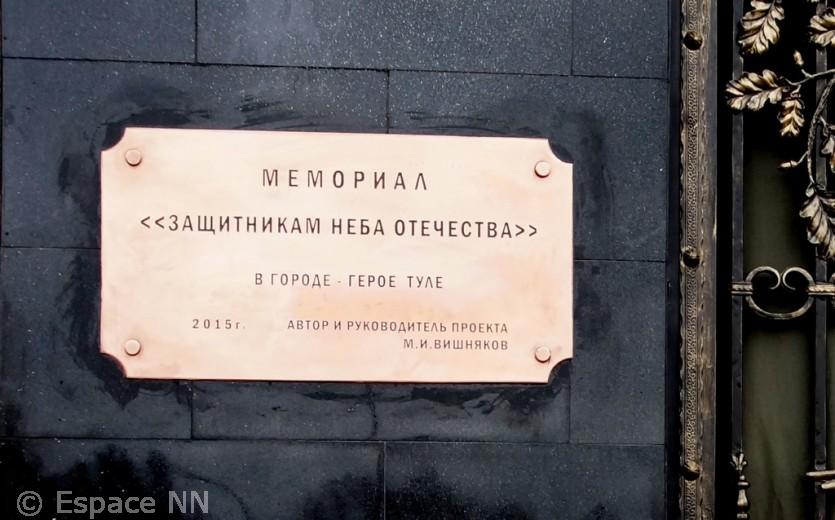 МЕМОРИАЛ
<<ЗАЩИТНИКАМ НЕБА ОТЕЧЕСТВА>>
В ГОРОДЕ - ГЕРОЕ ТУЛЕ
2015г. АВТОР И РУКОВОДИТЕЛЬ ПРОЕКТА
М.И.ВИШНЯКОВ
© Espace NN